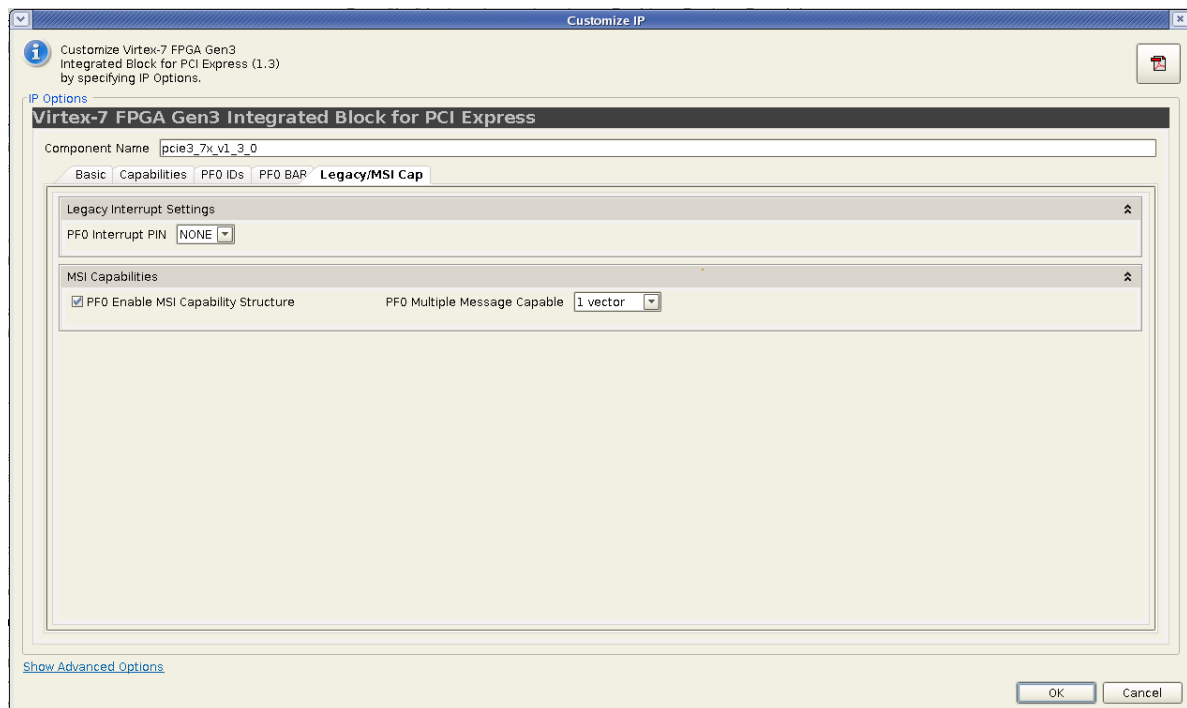 Customize IP
Customize Virtex-7 FPGA Gen3
Integrated Block for PCI Express (1.3)
by specifying IP Options.
IP Options
Virtex-7 FPGA Gen3 Integrated Block for PCI Express
Component Name pcie3_7x_v1_3_0
Basic Capabilities PF0 IDs PF0 BAR Legacy/MSI Cap
Legacy Interrupt Settings
PF0 Interrupt PIN NONE
MSI Capabilities
PF0 Enable MSI Capability Structure PF0 Multiple Message Capable 1 vector
Show Advanced Options
OK Cancel